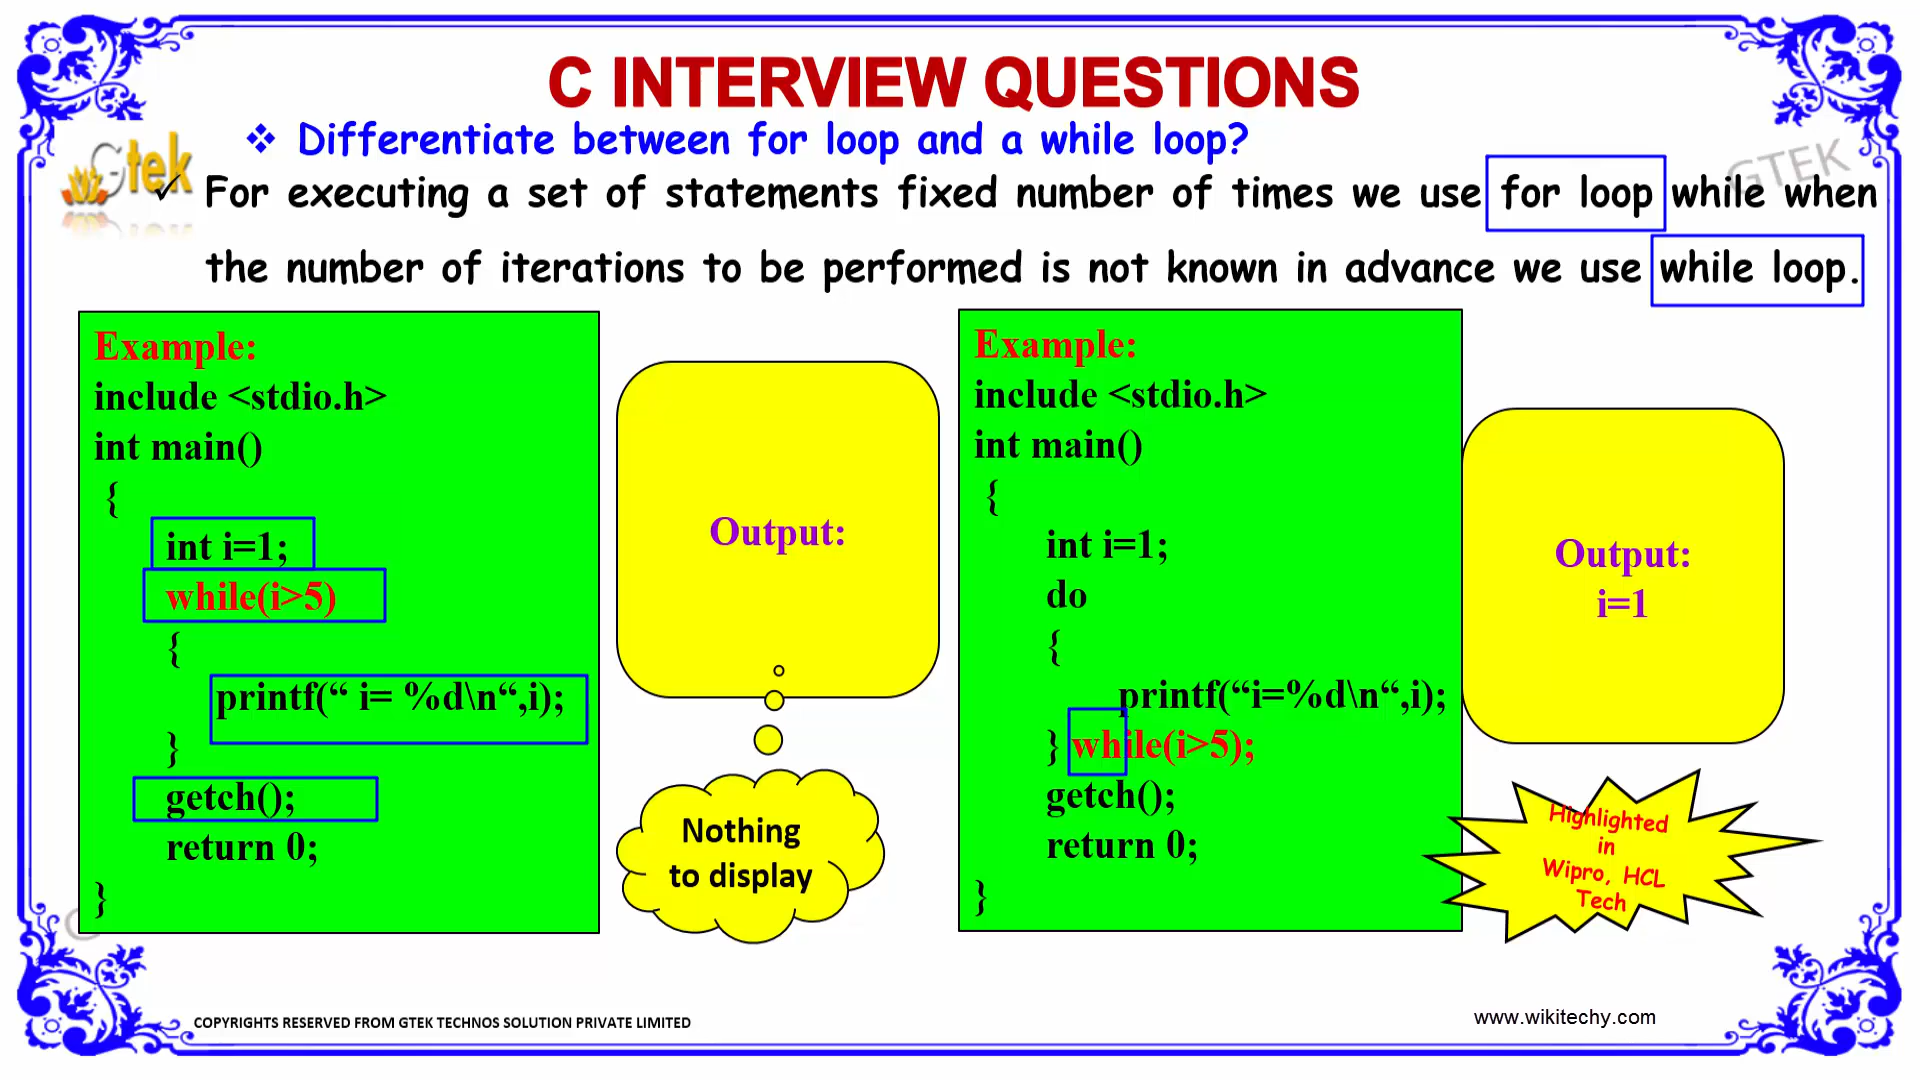 C INTERVIEW QUESTIONS
❖ Differentiate between for loop and a while loop?
Gtek
GTEK
✓ For executing a set of statements fixed number of times we use for loop while when
the number of iterations to be performed is not known in advance we use while loop.
Example:
include <stdio.h>
int main()
{
int i=1;
while(i>5)
{
printf(“ i= %d\n“,i);
}
getch();
return 0;
}
Output:
Nothing
to display
Example:
include <stdio.h>
int main()
{
int i=1;
do
{
printf(“i=%d\n“,i);
} while(i>5);
getch();
return 0;
}
Output:
i=1
Highlighted
in
Wipro, HCL
Tech
COPYRIGHTS RESERVED FROM GTEK TECHNOS SOLUTION PRIVATE LIMITED
www.wikitechy.com